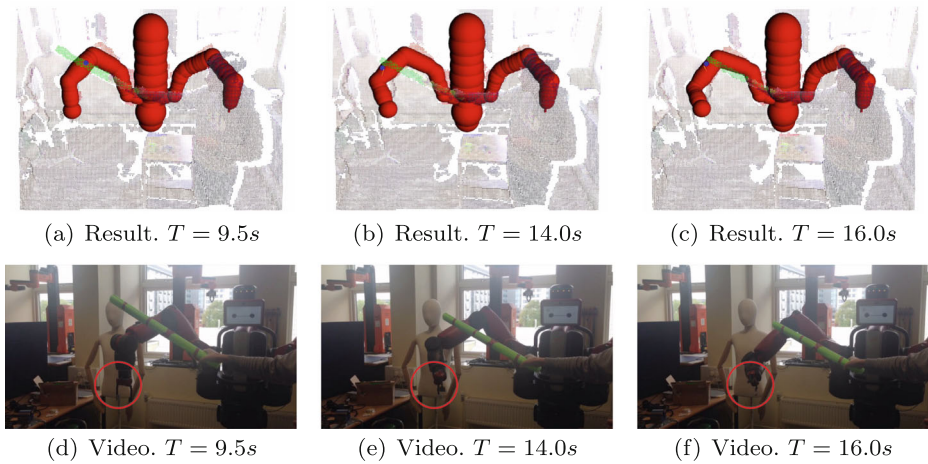 (a) Result. T = 9.5s
(b) Result. T = 14.0s
(c) Result. T = 16.0s
(d) Video. T = 9.5s
(e) Video. T = 14.0s
(f) Video. T = 16.0s